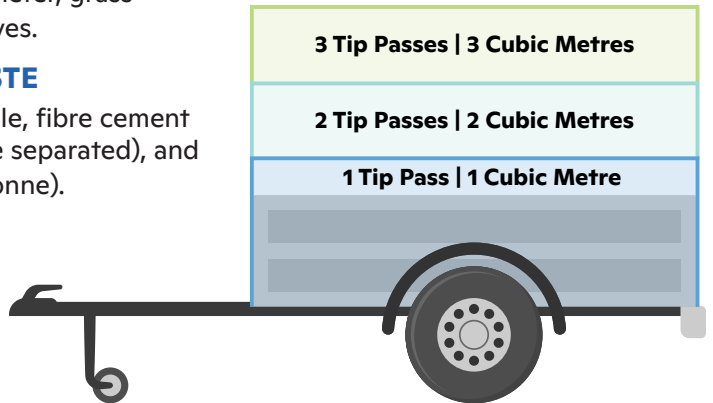 ves.
STE
le, fibre cement
e separated), and
onne).
3 Tip Passes | 3 Cubic Metres
2 Tip Passes | 2 Cubic Metres
1 Tip Pass | 1 Cubic Metre